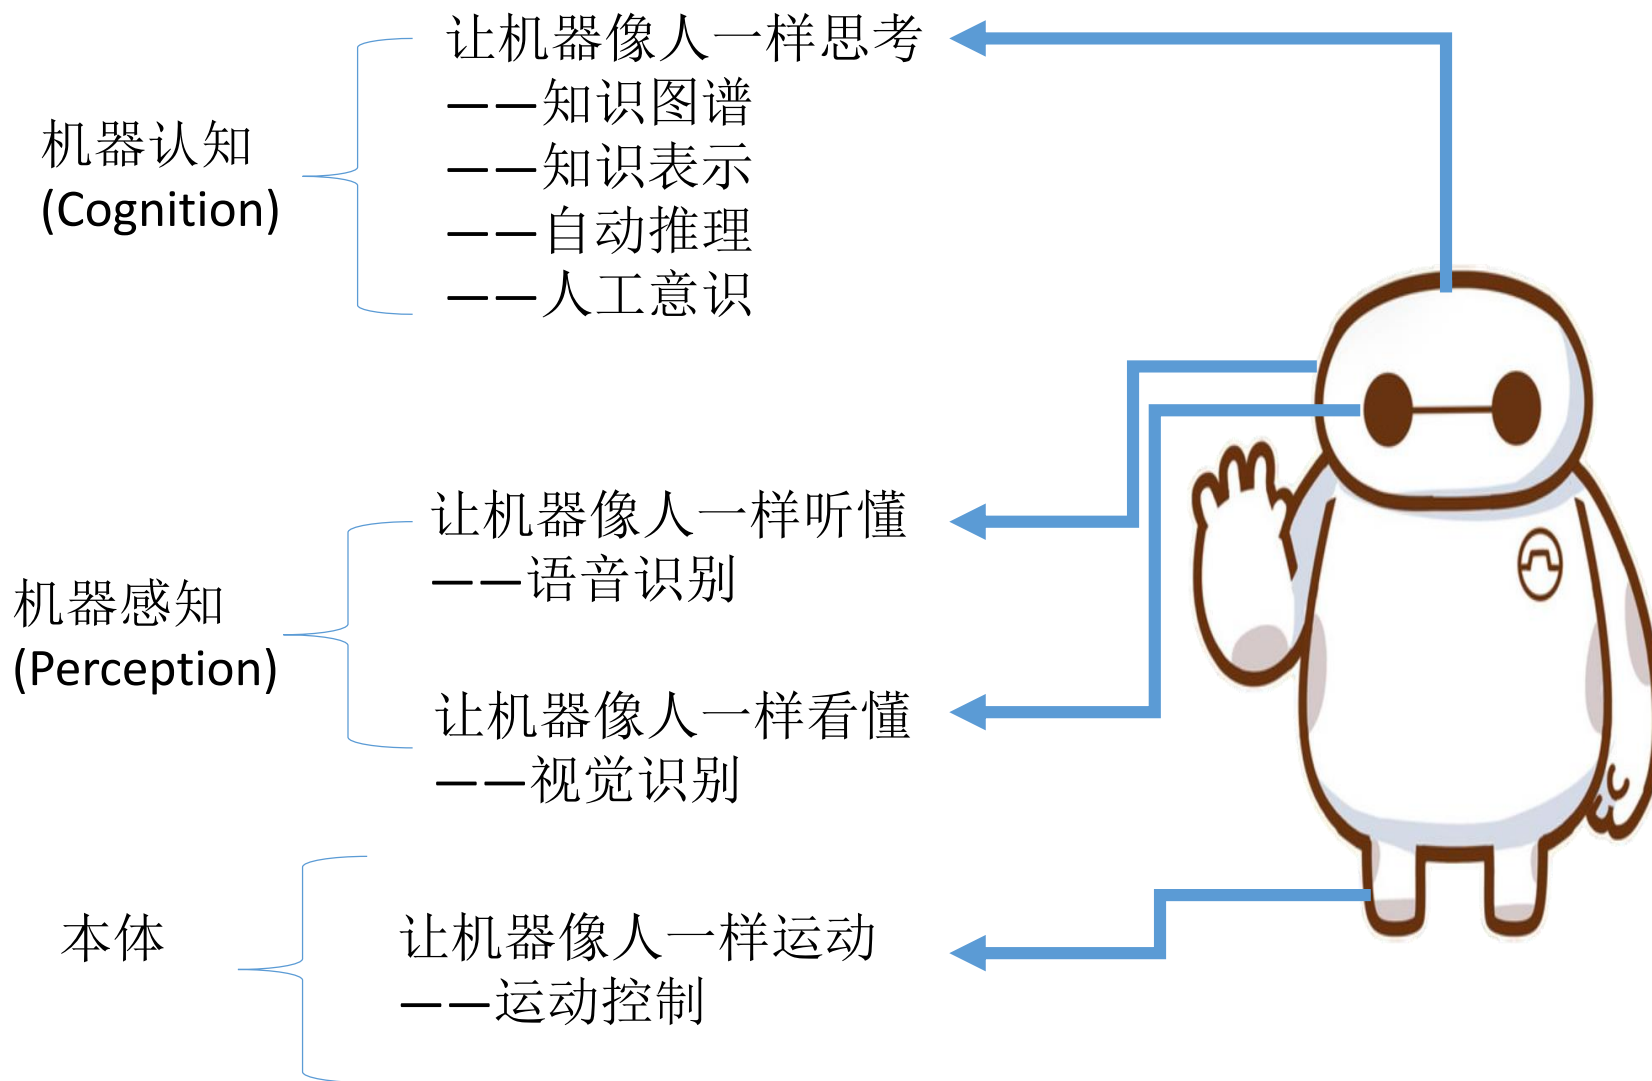 机器认知
(Cognition)
让机器像人一样思考
——知识图谱
——知识表示
——自动推理
——人工意识
机器感知
(Perception)
让机器像人一样听懂
——语音识别
让机器像人一样看懂
——视觉识别
本体
让机器像人一样运动
——运动控制